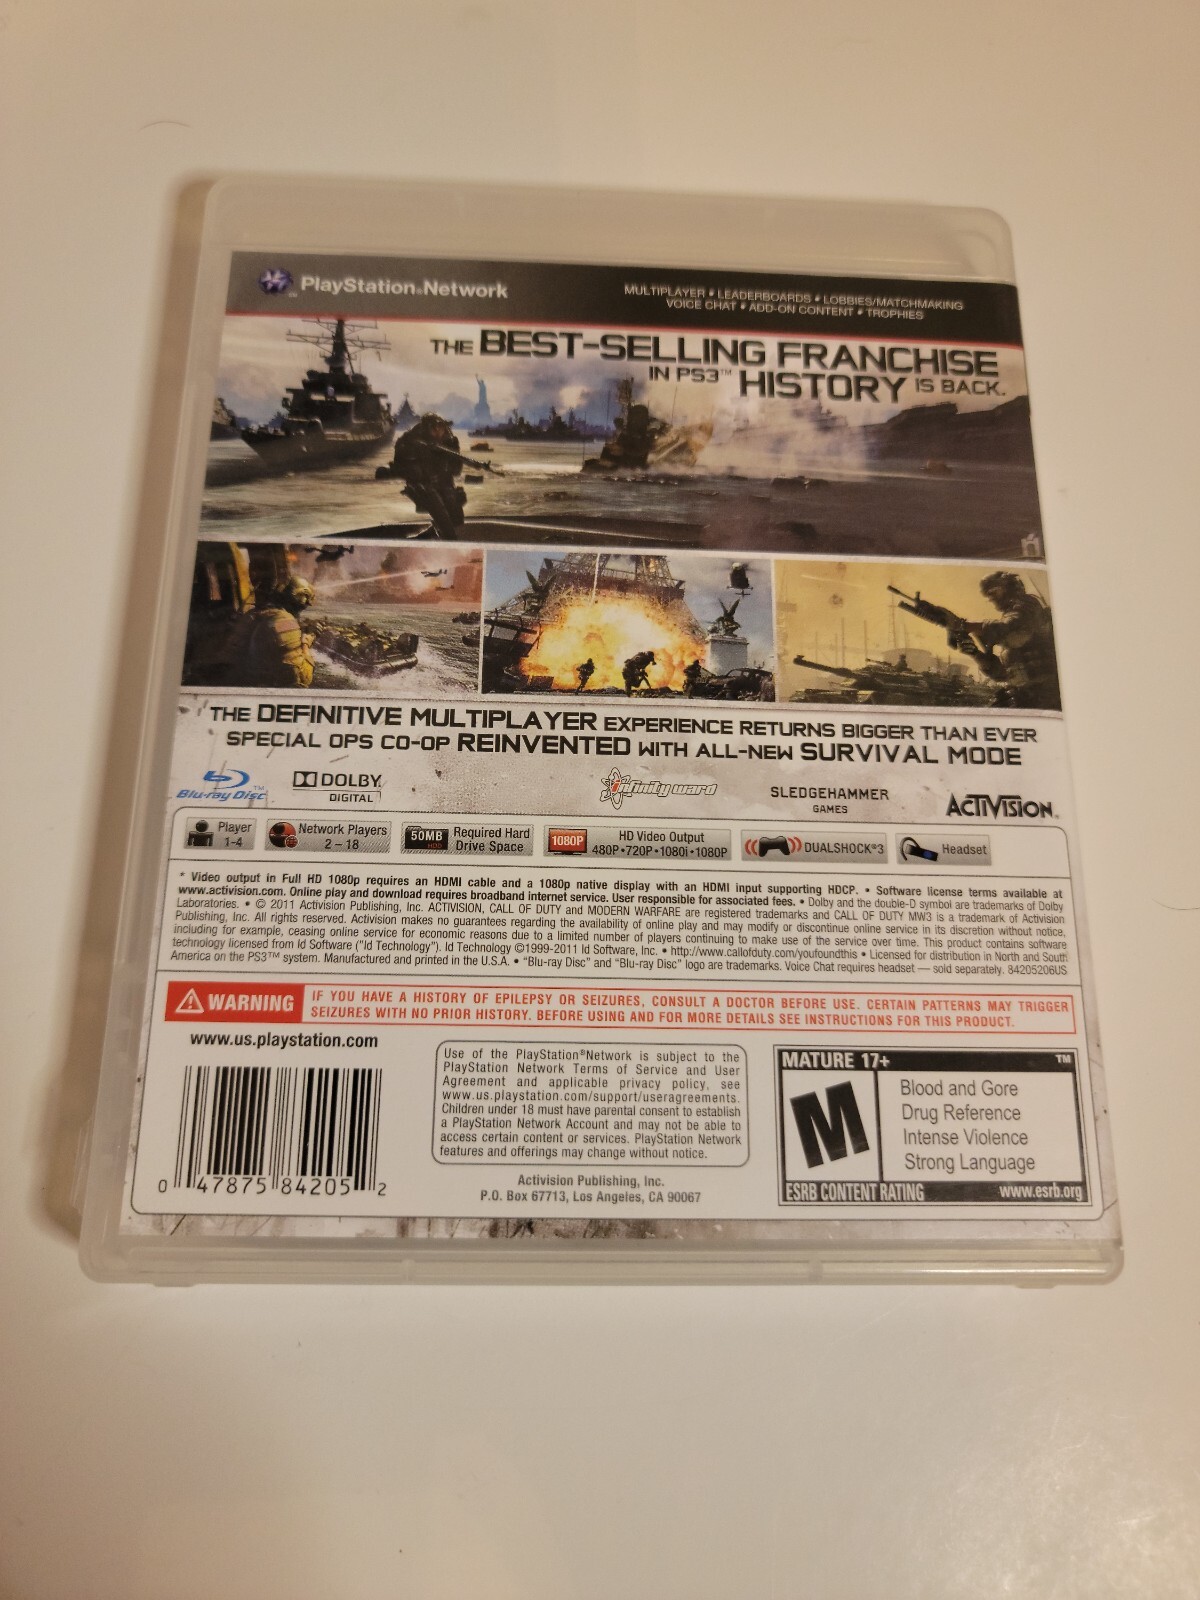 PlayStation®Network
MULTIPLAYER • LEADERBOARDS • LOBBIES/MATCHMAKING
VOICE CHAT • ADD-ON CONTENT • TROPHIES
THE BEST-SELLING FRANCHISE
IN PS3™ HISTORY IS BACK.
THE DEFINITIVE MULTIPLAYER EXPERIENCE RETURNS BIGGER THAN EVER
SPECIAL OPS CO-OP REINVENTED WITH ALL-NEW SURVIVAL MODE
Blu-ray Disc™
DOLBY
DIGITAL
infinity ward
SLEDGEHAMMER
GAMES
ACTIVISION®
Player
1-4
Network Players
2 – 18
50MB
HDD
Required Hard
Drive Space
1080P
HD Video Output
480P•720P•1080i•1080P
DUALSHOCK®3
Headset
* Video output in Full HD 1080p requires an HDMI cable and a 1080p native display with an HDMI input supporting HDCP. • Software license terms available at
www.activision.com. Online play and download requires broadband internet service. User responsible for associated fees. • Dolby and the double-D symbol are trademarks of Dolby
Laboratories. • © 2011 Activision Publishing, Inc. ACTIVISION, CALL OF DUTY and MODERN WARFARE are registered trademarks and CALL OF DUTY MW3 is a trademark of Activision
Publishing, Inc. All rights reserved. Activision makes no guarantees regarding the availability of online play and may modify or discontinue online service in its discretion without notice,
including for example, ceasing online service for economic reasons due to a limited number of players continuing to make use of the service over time. This product contains software
technology licensed from Id Software ("Id Technology"). Id Technology ©1999-2011 Id Software, Inc. • http://www.callofduty.com/youfoundthis • Licensed for distribution in North and South
America on the PS3™ system. Manufactured and printed in the U.S.A. • "Blu-ray Disc" and "Blu-ray Disc" logo are trademarks. Voice Chat requires headset — sold separately. 84205206US
WARNING
IF YOU HAVE A HISTORY OF EPILEPSY OR SEIZURES, CONSULT A DOCTOR BEFORE USE. CERTAIN PATTERNS MAY TRIGGER
SEIZURES WITH NO PRIOR HISTORY. BEFORE USING AND FOR MORE DETAILS SEE INSTRUCTIONS FOR THIS PRODUCT.
www.us.playstation.com
0 47875 84205 2
Use of the PlayStation®Network is subject to the
PlayStation Network Terms of Service and User
Agreement and applicable privacy policy, see
www.us.playstation.com/support/useragreements.
Children under 18 must have parental consent to establish
a PlayStation Network Account and may not be able to
access certain content or services. PlayStation Network
features and offerings may change without notice.
Activision Publishing, Inc.
P.O. Box 67713, Los Angeles, CA 90067
MATURE 17+ ™
M
Blood and Gore
Drug Reference
Intense Violence
Strong Language
ESRB CONTENT RATING
www.esrb.org